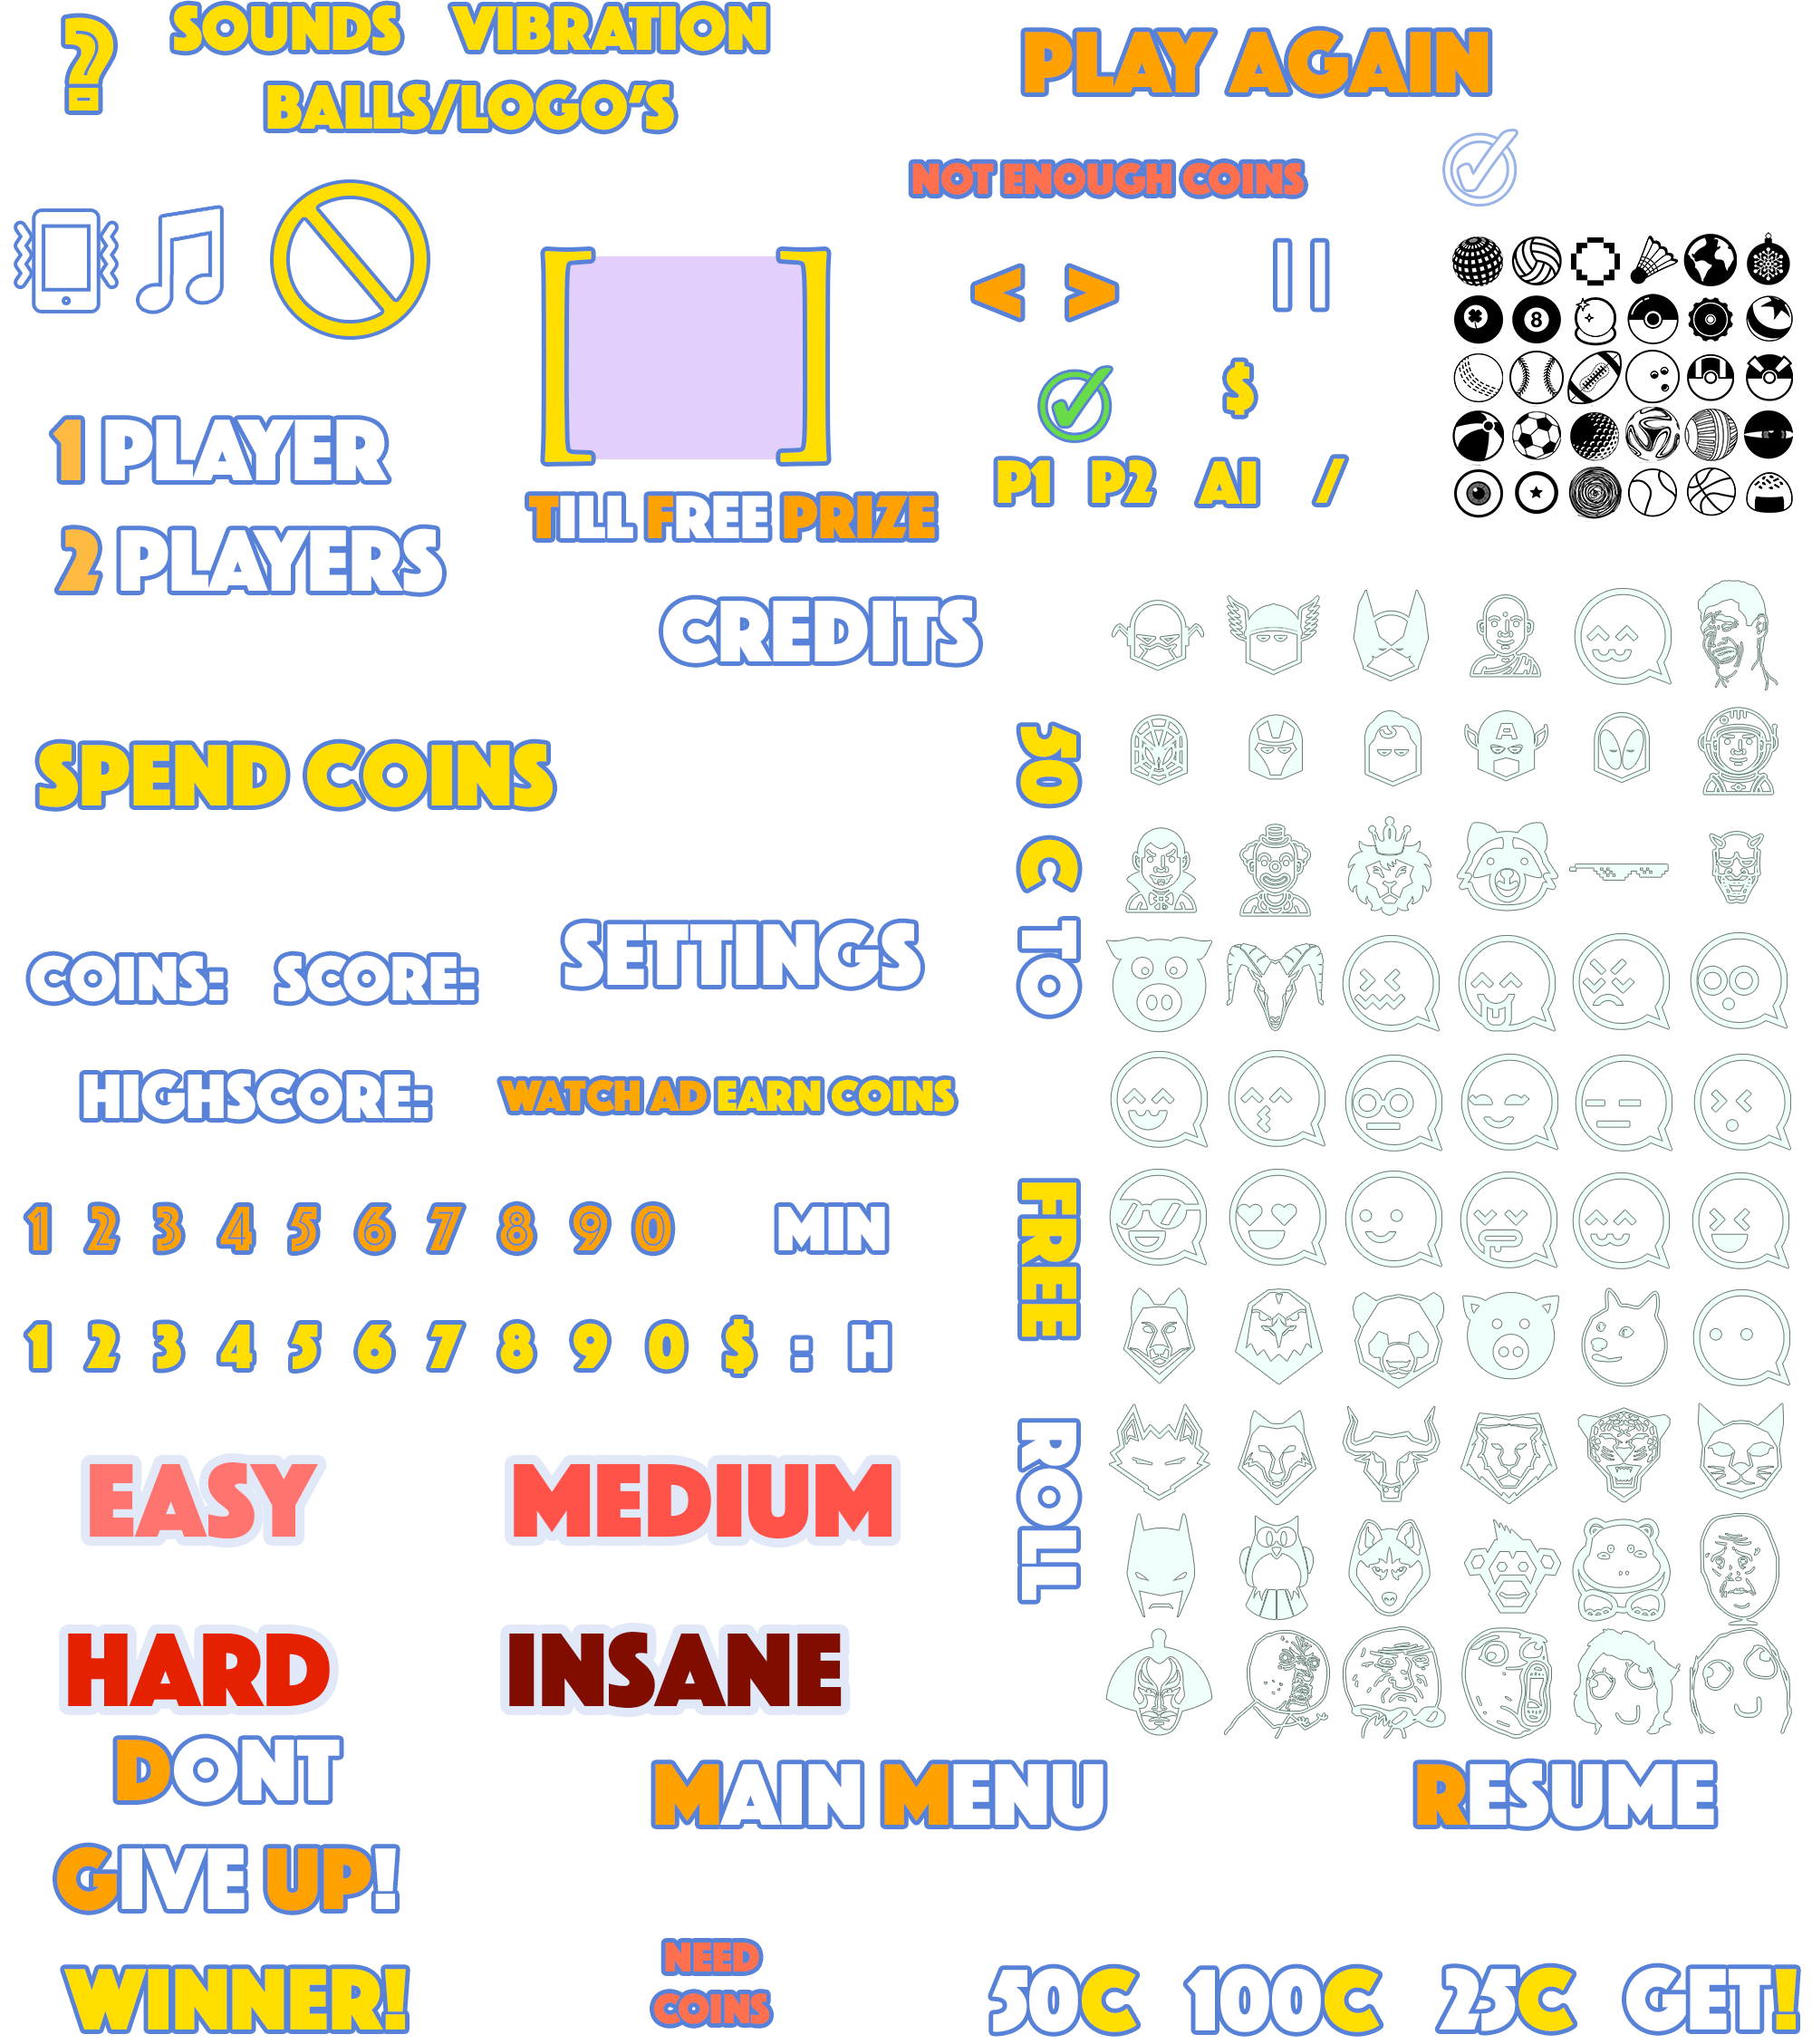 ?
SOUNDS VIBRATION
BALLS/LOGO'S
PLAY AGAIN
NOT ENOUGH COINS
< >
8
$
1 PLAYER
P1 P2 AI /
TILL FREE PRIZE
2 PLAYERS
CREDITS
A
SPEND COINS
50 C TO FREE ROLL
SETTINGS
COINS: SCORE:
HIGHSCORE:
WATCH AD EARN COINS
1 2 3 4 5 6 7 8 9 0 MIN
1 2 3 4 5 6 7 8 9 0 $ : H
EASY MEDIUM
HARD INSANE
DONT
GIVE UP!
MAIN MENU
RESUME
WINNER!
NEED
COINS
50C 100C 25C GET!